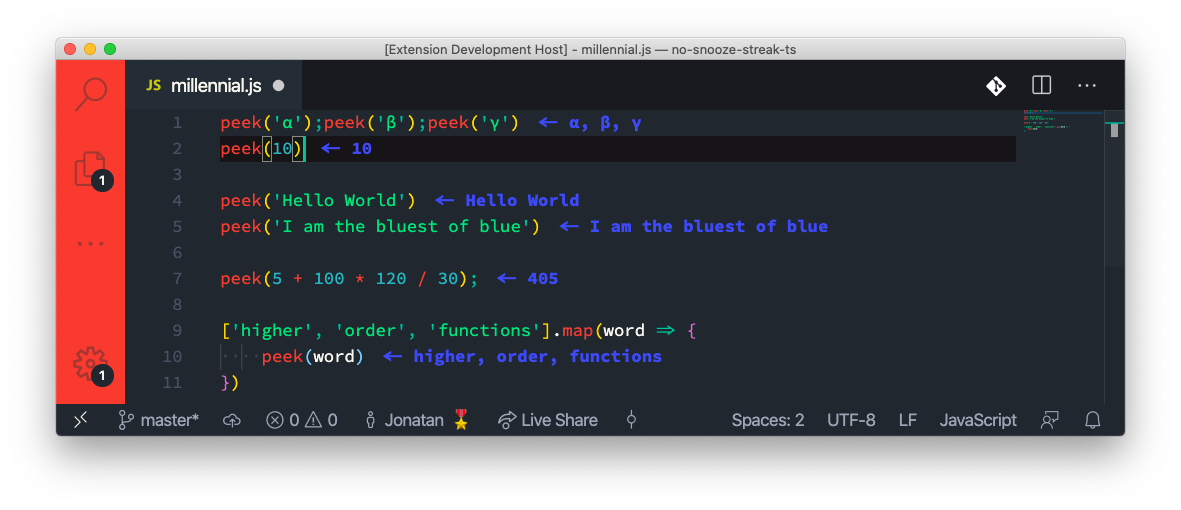 [Extension Development Host] - millennial.js — no-snooze-streak-ts
JS millennial.js
1 peek('α');peek('β');peek('γ') ← α, β, γ
2 peek(10) ← 10
3
4 peek('Hello World') ← Hello World
5 peek('I am the bluest of blue') ← I am the bluest of blue
6
7 peek(5 + 100 * 120 / 30); ← 405
8
9 ['higher', 'order', 'functions'].map(word ⇒ {
10 ····peek(word) ← higher, order, functions
11 })
1
1
master* 0 0 Jonatan 🎖 Live Share Spaces: 2 UTF-8 LF JavaScript